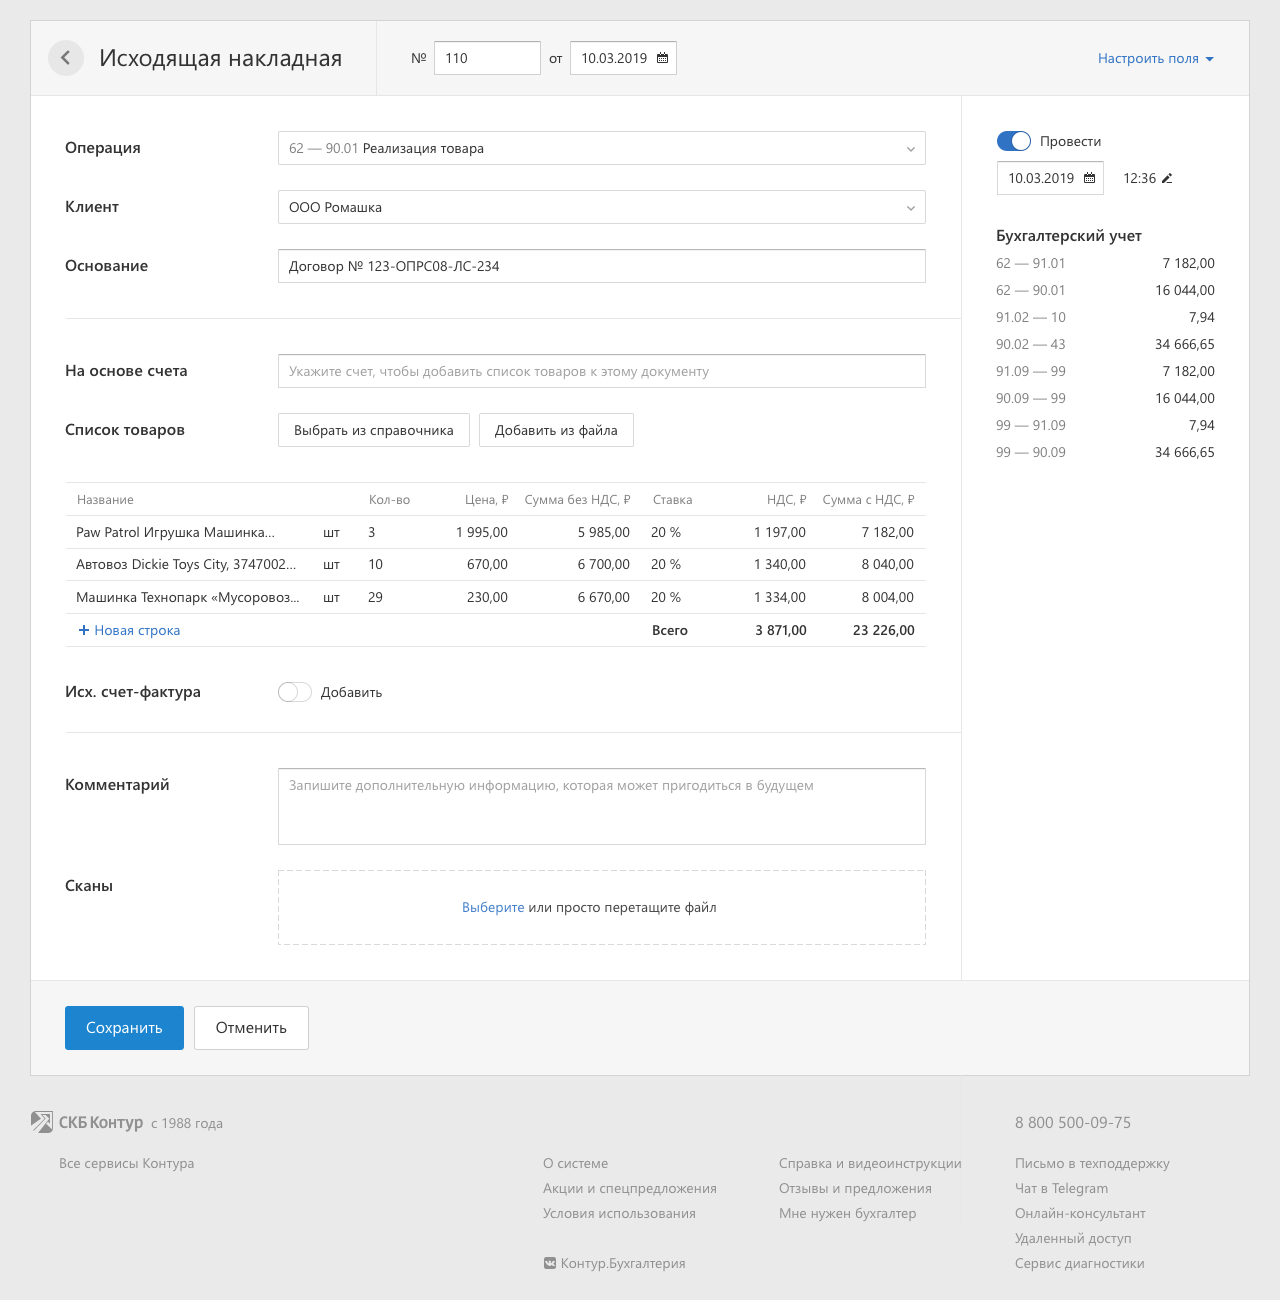 Исходящая накладная
№ 110 от 10.03.2019
Настроить поля
Операция
62 — 90.01 Реализация товара
Клиент
ООО Ромашка
Основание
Договор № 123-ОПРС08-ЛС-234
На основе счета
Укажите счет, чтобы добавить список товаров к этому документу
Список товаров
Выбрать из справочника
Добавить из файла
Название Кол-во Цена, ₽ Сумма без НДС, ₽ Ставка НДС, ₽ Сумма с НДС, ₽
Paw Patrol Игрушка Машинка... шт 3 1 995,00 5 985,00 20 % 1 197,00 7 182,00
Автовоз Dickie Toys City, 3747002... шт 10 670,00 6 700,00 20 % 1 340,00 8 040,00
Машинка Технопарк «Мусоровоз... шт 29 230,00 6 670,00 20 % 1 334,00 8 004,00
+ Новая строка Всего 3 871,00 23 226,00
Исх. счет-фактура
Добавить
Комментарий
Запишите дополнительную информацию, которая может пригодиться в будущем
Сканы
Выберите или просто перетащите файл
Провести
10.03.2019 12:36
Бухгалтерский учет
62 — 91.01 7 182,00
62 — 90.01 16 044,00
91.02 — 10 7,94
90.02 — 43 34 666,65
91.09 — 99 7 182,00
90.09 — 99 16 044,00
99 — 91.09 7,94
99 — 90.09 34 666,65
Сохранить
Отменить
СКБ Контур с 1988 года
Все сервисы Контура
О системе
Акции и спецпредложения
Условия использования
Контур.Бухгалтерия
Справка и видеоинструкции
Отзывы и предложения
Мне нужен бухгалтер
8 800 500-09-75
Письмо в техподдержку
Чат в Telegram
Онлайн-консультант
Удаленный доступ
Сервис диагностики